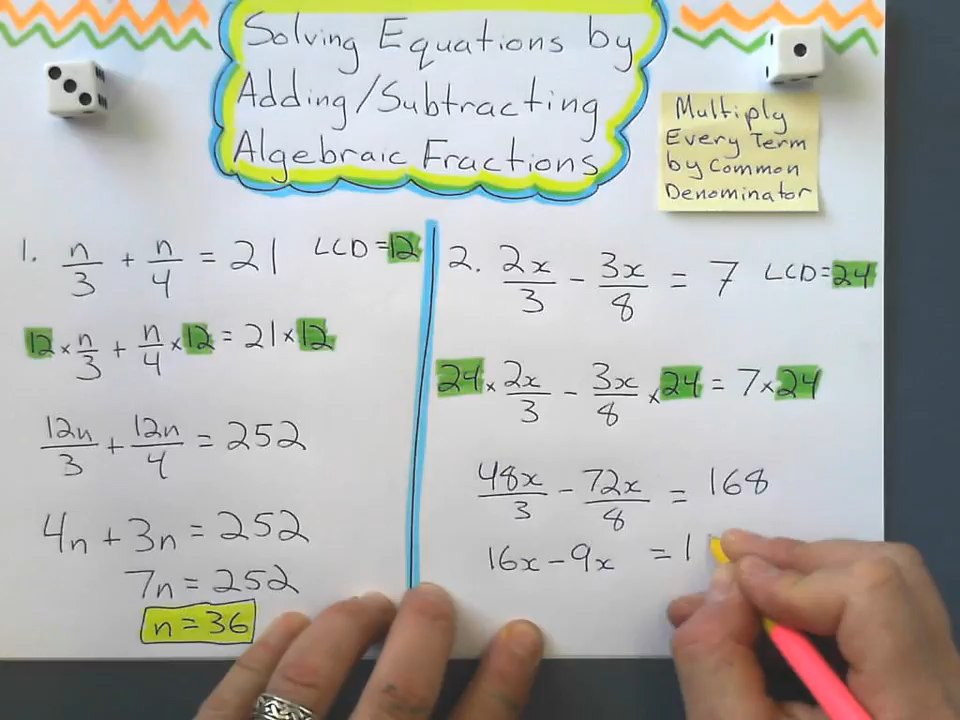 Solving Equations by
Adding/Subtracting
Algebraic Fractions
Multiply
Every Term
by Common
Denominator
1. n/3 + n/4 = 21 LCD = 12
12 × n/3 + n/4 × 12 = 21 × 12
12n/3 + 12n/4 = 252
4n + 3n = 252
7n = 252
n = 36
2. 2x/3 - 3x/8 = 7 LCD = 24
24 × 2x/3 - 3x/8 × 24 = 7 × 24
48x/3 - 72x/8 = 168
16x - 9x = 1